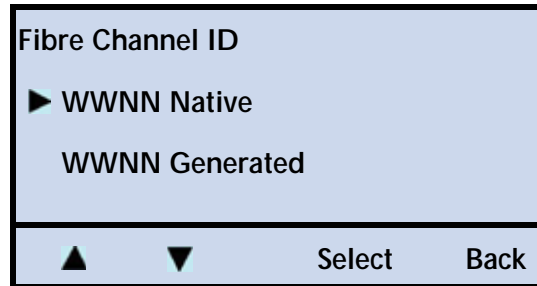 Fibre Channel ID
▶ WWNN Native
WWNN Generated
▲ ▼ Select Back